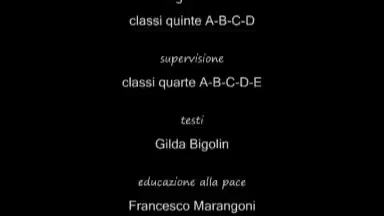 classi quinte A-B-C-D
supervisione
classi quarte A-B-C-D-E
testi
Gilda Bigolin
educazione alla pace
Francesco Marangoni